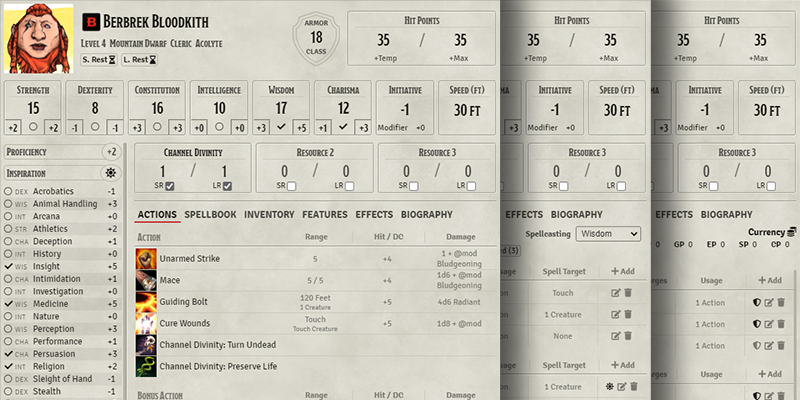 B Berbrek Bloodkith
Level 4 Mountain Dwarf Cleric Acolyte
S. Rest L. Rest
Armor
18
Class
Hit Points
35 / 35
+Temp +Max
Hit Points
35 / 35
+Temp +Max
Hit Points
35 / 35
+Temp +Max
Strength
15
+2 +2
Dexterity
8
-1 -1
Constitution
16
+3 +3
Intelligence
10
+0 +0
Wisdom
17
+3 +5
Charisma
12
+1 +3
Initiative
-1
Modifier +0
Speed (ft)
30 ft
+3
Initiative
-1
Modifier +0
Speed (ft)
30 ft
+3
Initiative
-1
Modifier +0
Speed (ft)
30 ft
Proficiency +2
Inspiration
DEX Acrobatics -1
WIS Animal Handling +3
INT Arcana +0
STR Athletics +2
CHA Deception +1
INT History +0
WIS Insight +5
CHA Intimidation +1
INT Investigation +0
WIS Medicine +5
INT Nature +0
WIS Perception +3
CHA Performance +1
CHA Persuasion +3
INT Religion +2
DEX Sleight of Hand -1
DEX Stealth -1
Channel Divinity
1 / 1
SR LR
Resource 2
0 / 0
SR LR
Resource 3
0 / 0
SR LR
Resource 3
0 / 0
SR LR
Resource 3
0 / 0
SR LR
ACTIONS SPELLBOOK INVENTORY FEATURES EFFECTS BIOGRAPHY
Action Range Hit / DC Damage
Unarmed Strike 5 +4 1 + @mod
Bludgeoning
Mace 5 / 5 +4 1d6 + @mod
Bludgeoning
Guiding Bolt 120 Feet +5 4d6 Radiant
1 Creature
Cure Wounds Touch +5 1d8 + @mod
Touch Creature
Channel Divinity: Turn Undead
Channel Divinity: Preserve Life
Bonus Action Range Hit / DC Damage
EFFECTS BIOGRAPHY
Spellcasting Wisdom
Spell Target + Add
Touch
1 Creature
None
Spell Target + Add
1 Creature
EFFECTS BIOGRAPHY
Currency
0 GP 0 EP 0 SP 0 CP 0
Usage + Add
1 Action
1 Action
1 Action
Usage + Add